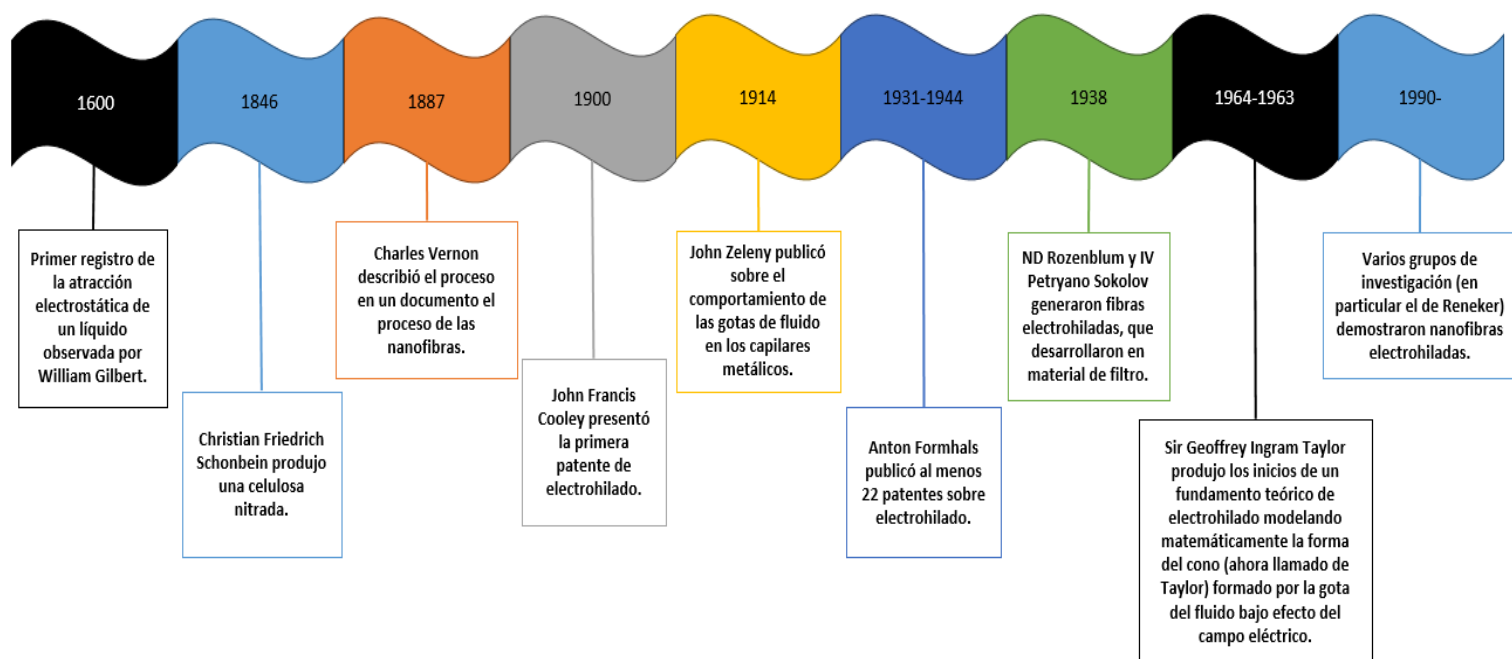 1600
1846
1887
1900
1914
1931-1944
1938
1964-1963
1990-
Primer registro de
la atracción
electrostática de
un líquido
observada por
William Gilbert.
Christian Friedrich
Schonbein produjo
una celulosa
nitrada.
Charles Vernon
describió el proceso
en un documento el
proceso de las
nanofibras.
John Francis
Cooley presentó
la primera
patente de
electrohilado.
John Zeleny publicó
sobre el
comportamiento de
las gotas de fluido
en los capilares
metálicos.
Anton Formhals
publicó al menos
22 patentes sobre
electrohilado.
ND Rozenblum y IV
Petryano Sokolov
generaron fibras
electrohiladas, que
desarrollaron en
material de filtro.
Sir Geoffrey Ingram Taylor
produjo los inicios de un
fundamento teórico de
electrohilado modelando
matemáticamente la forma
del cono (ahora llamado de
Taylor) formado por la gota
del fluido bajo efecto del
campo eléctrico.
Varios grupos de
investigación (en
particular el de Reneker)
demostraron nanofibras
electrohiladas.